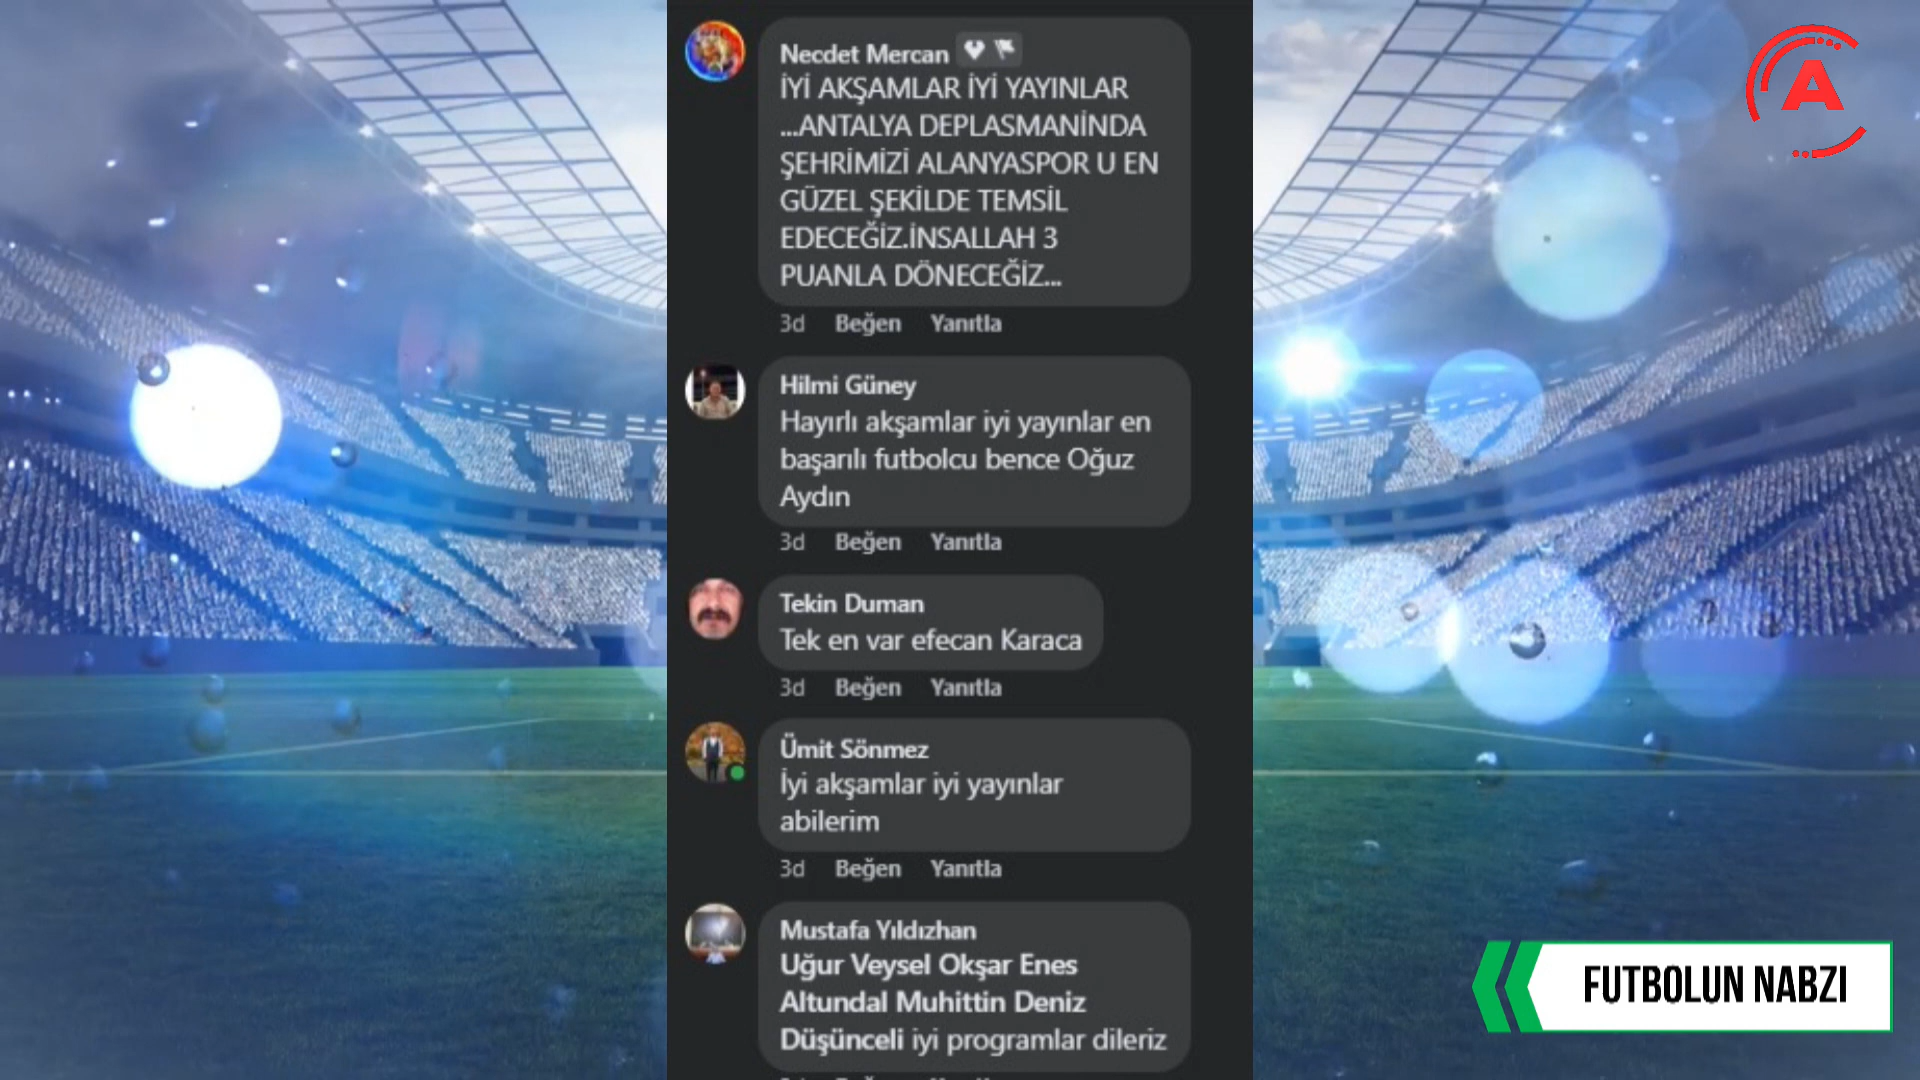 Necdet Mercan
İYİ AKŞAMLAR İYİ YAYINLAR
...ANTALYA DEPLASMANİNDA
ŞEHRİMİZİ ALANYASPOR U EN
GÜZEL ŞEKİLDE TEMSİL
EDECEĞİZ.İNSALLAH 3
PUANLA DÖNECEĞİZ...
3d Beğen Yanıtla
Hilmi Güney
Hayırlı akşamlar iyi yayınlar en
başarılı futbolcu bence Oğuz
Aydın
3d Beğen Yanıtla
Tekin Duman
Tek en var efecan Karaca
3d Beğen Yanıtla
Ümit Sönmez
İyi akşamlar iyi yayınlar
abilerim
3d Beğen Yanıtla
Mustafa Yıldızhan
Uğur Veysel Okşar Enes
Altundal Muhittin Deniz
Düşünceli iyi programlar dileriz
A
FUTBOLUN NABZI